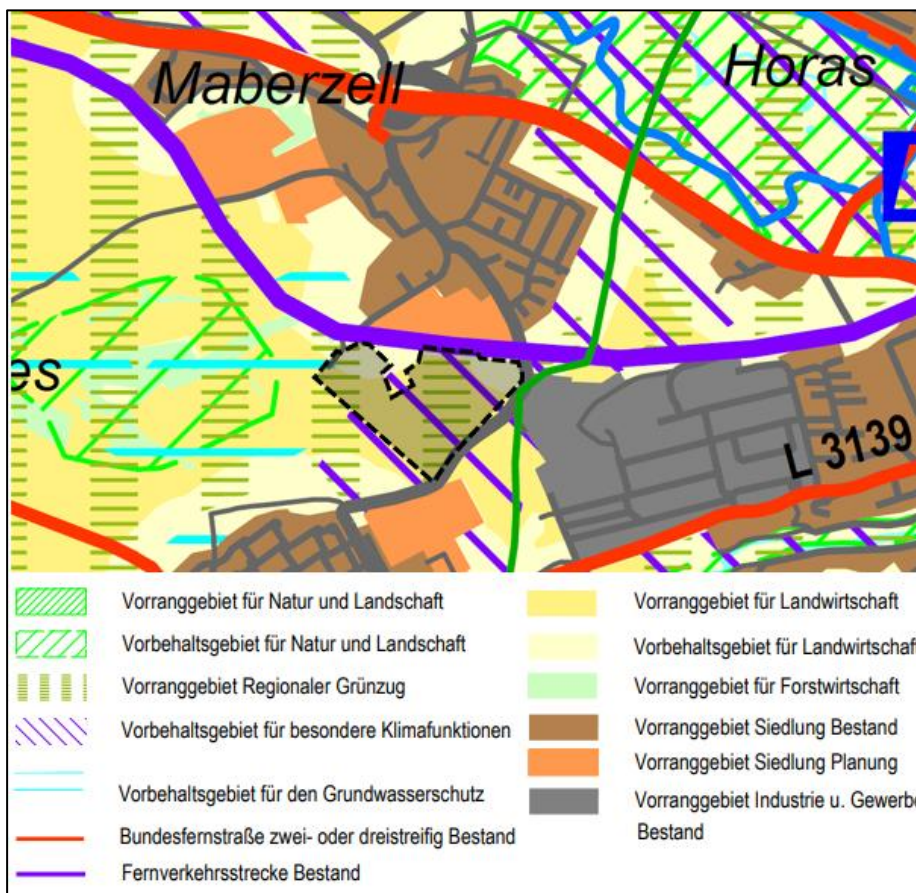 Maberzell
Horas
es
L 3139
Vorranggebiet für Natur und Landschaft
Vorbehaltsgebiet für Natur und Landschaft
Vorranggebiet Regionaler Grünzug
Vorbehaltsgebiet für besondere Klimafunktionen
Vorbehaltsgebiet für den Grundwasserschutz
Bundesfernstraße zwei- oder dreistreifig Bestand
Fernverkehrsstrecke Bestand
Vorranggebiet für Landwirtschaft
Vorbehaltsgebiet für Landwirtschaf
Vorranggebiet für Forstwirtschaft
Vorranggebiet Siedlung Bestand
Vorranggebiet Siedlung Planung
Vorranggebiet Industrie u. Gewerbe
Bestand